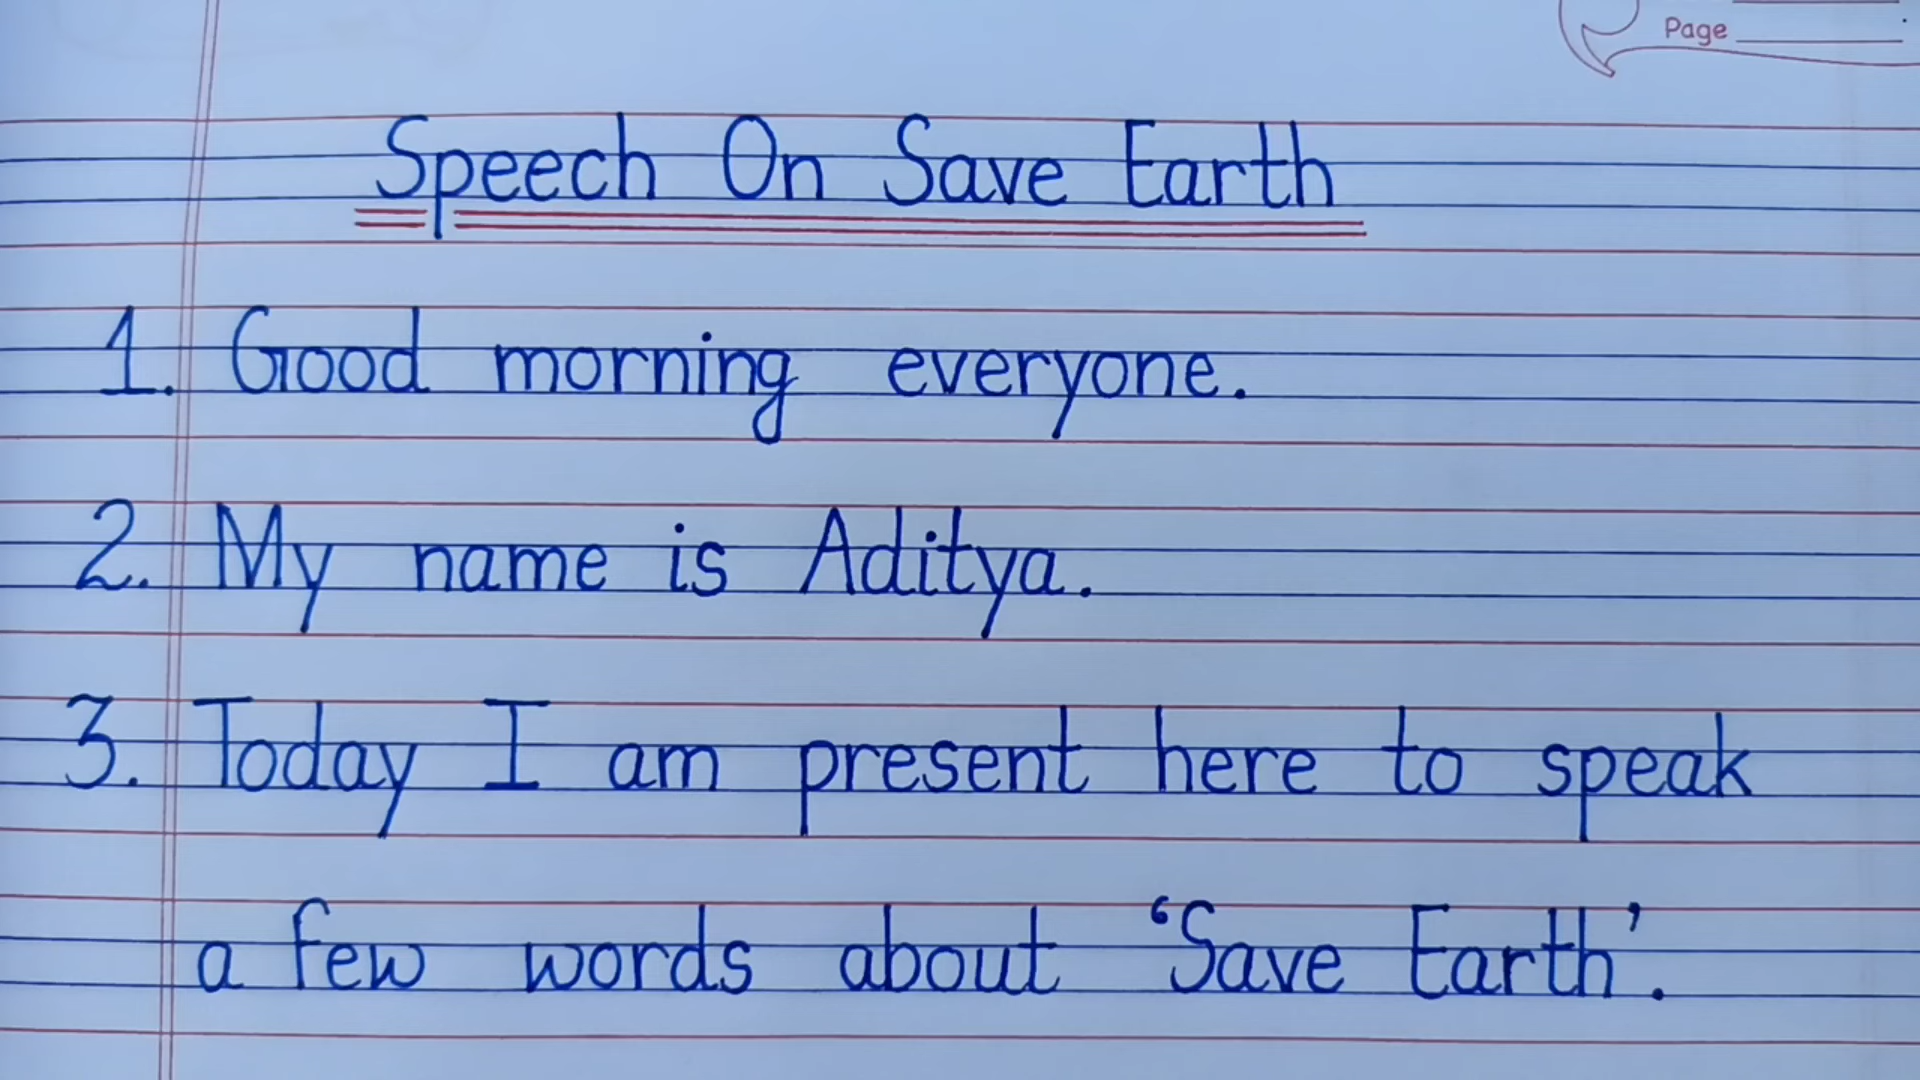 Page
Speech On Save Earth
1. Good morning everyone.
2. My name is Aditya.
3. Today I am present here to speak
a few words about ‘Save Earth’.